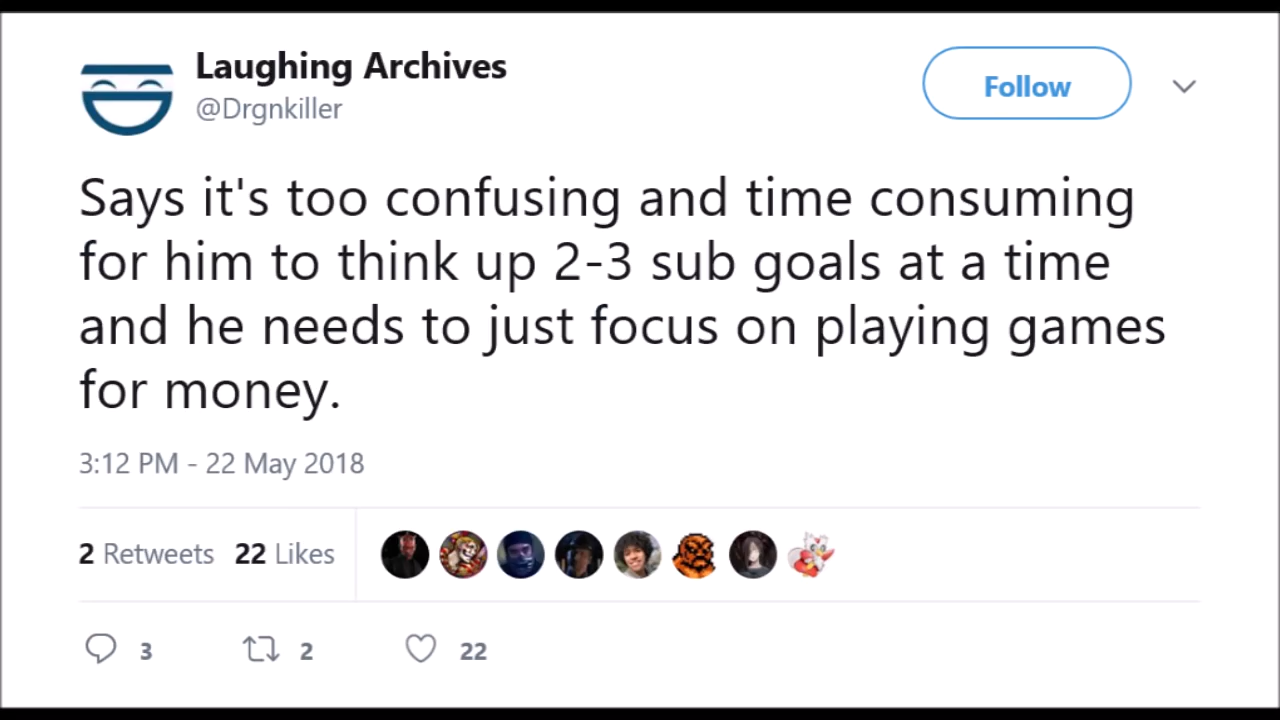 Laughing Archives
@Drgnkiller
Follow
Says it's too confusing and time consuming
for him to think up 2-3 sub goals at a time
and he needs to just focus on playing games
for money.
3:12 PM - 22 May 2018
2 Retweets 22 Likes
3 2 22